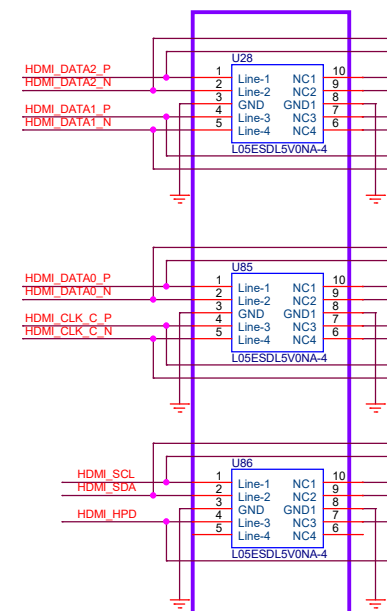 U28
HDMI_DATA2_P 1 Line-1 NC1 10
HDMI_DATA2_N 2 Line-2 NC2 9
3 GND GND1 8
HDMI_DATA1_P 4 Line-3 NC3 7
HDMI_DATA1_N 5 Line-4 NC4 6
L05ESDL5V0NA-4
U85
HDMI_DATA0_P 1 Line-1 NC1 10
HDMI_DATA0_N 2 Line-2 NC2 9
3 GND GND1 8
HDMI_CLK_C_P 4 Line-3 NC3 7
HDMI_CLK_C_N 5 Line-4 NC4 6
L05ESDL5V0NA-4
U86
HDMI_SCL 1 Line-1 NC1 10
HDMI_SDA 2 Line-2 NC2 9
3 GND GND1 8
HDMI_HPD 4 Line-3 NC3 7
5 Line-4 NC4 6
L05ESDL5V0NA-4